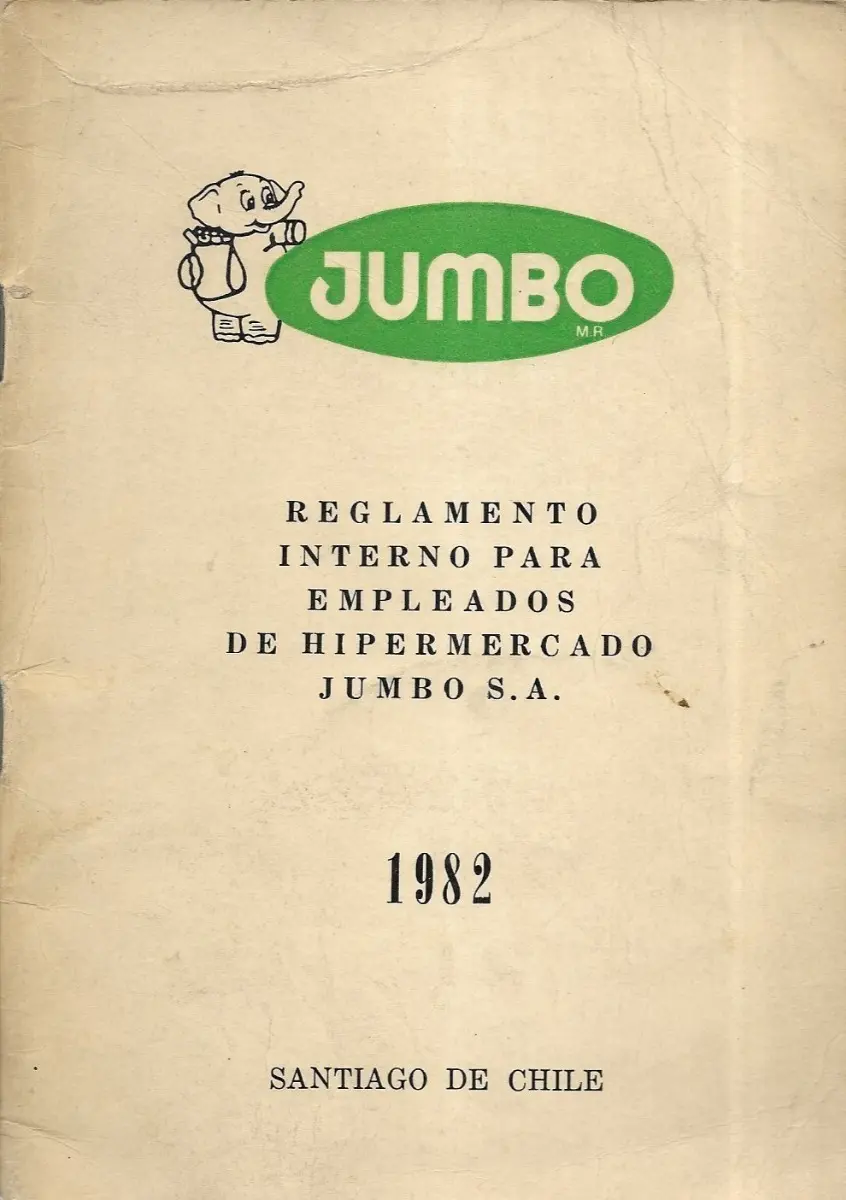 JUMBO
M.R.
REGLAMENTO
INTERNO PARA
EMPLEADOS
DE HIPERMERCADO
JUMBO S.A.
1982
SANTIAGO DE CHILE